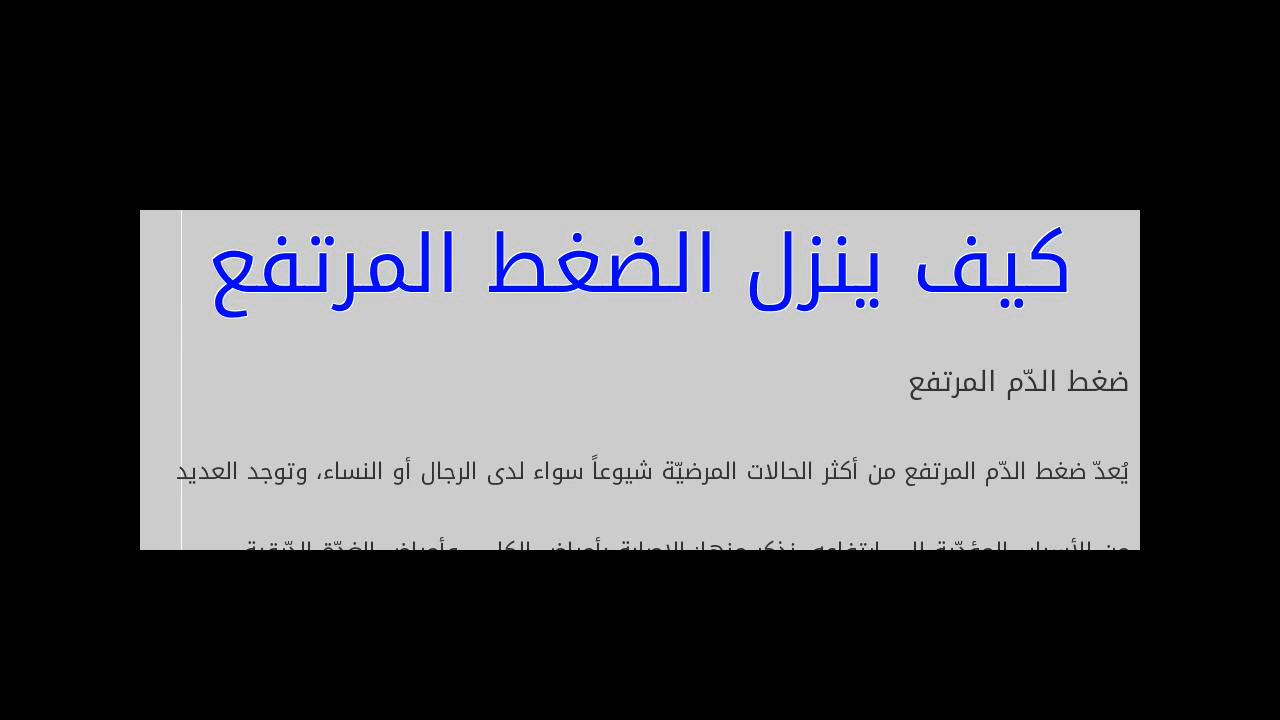 كيف ينزل الضغط المرتفع
ضغط الدّم المرتفع
يُعدّ ضغط الدّم المرتفع من أكثر الحالات المرضيّة شيوعاً سواء لدى الرجال أو النساء، وتوجد العديد